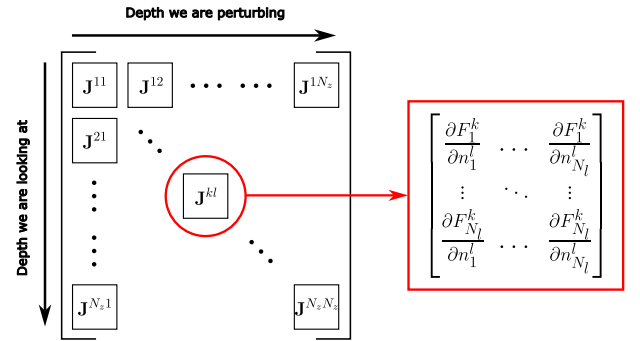 Depth we are perturbing
Depth we are looking at
J^{11} J^{12} ... ... J^{1N_z}
J^{21} ⋱
⋮ J^{kl}
⋮ ⋱
J^{N_z1} J^{N_zN_z}
∂F_1^k/∂n_1^l ... ∂F_1^k/∂n_{N_l}^l
⋮ ⋱ ⋮
∂F_{N_l}^k/∂n_1^l ... ∂F_{N_l}^k/∂n_{N_l}^l